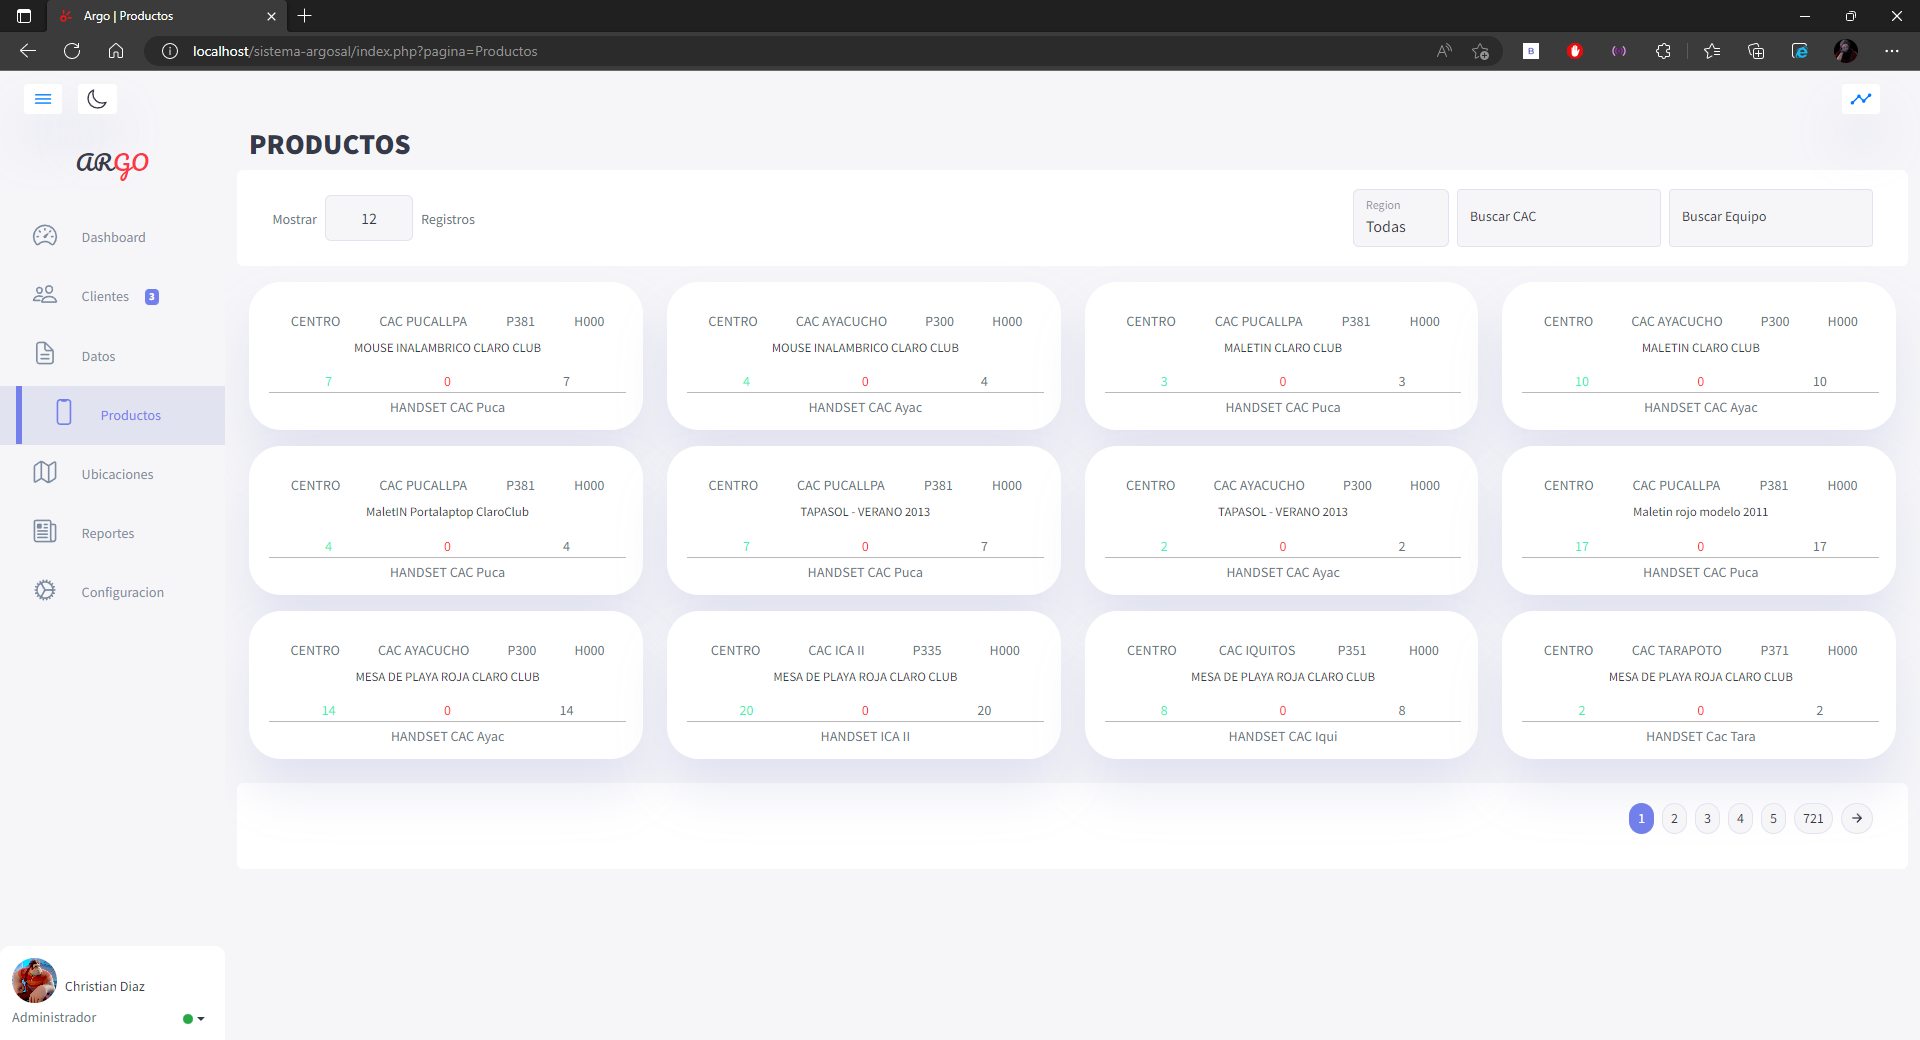 Argo | Productos
localhost/sistema-argosal/index.php?pagina=Productos
ARGO
Dashboard
Clientes 3
Datos
Productos
Ubicaciones
Reportes
Configuracion
Christian Diaz
Administrador
PRODUCTOS
Mostrar 12 Registros
Region
Todas
Buscar CAC
Buscar Equipo
CENTRO CAC PUCALLPA P381 H000
MOUSE INALAMBRICO CLARO CLUB
7 0 7
HANDSET CAC Puca
CENTRO CAC AYACUCHO P300 H000
MOUSE INALAMBRICO CLARO CLUB
4 0 4
HANDSET CAC Ayac
CENTRO CAC PUCALLPA P381 H000
MALETIN CLARO CLUB
3 0 3
HANDSET CAC Puca
CENTRO CAC AYACUCHO P300 H000
MALETIN CLARO CLUB
10 0 10
HANDSET CAC Ayac
CENTRO CAC PUCALLPA P381 H000
MaletIN Portalaptop ClaroClub
4 0 4
HANDSET CAC Puca
CENTRO CAC PUCALLPA P381 H000
TAPASOL - VERANO 2013
7 0 7
HANDSET CAC Puca
CENTRO CAC AYACUCHO P300 H000
TAPASOL - VERANO 2013
2 0 2
HANDSET CAC Ayac
CENTRO CAC PUCALLPA P381 H000
Maletin rojo modelo 2011
17 0 17
HANDSET CAC Puca
CENTRO CAC AYACUCHO P300 H000
MESA DE PLAYA ROJA CLARO CLUB
14 0 14
HANDSET CAC Ayac
CENTRO CAC ICA II P335 H000
MESA DE PLAYA ROJA CLARO CLUB
20 0 20
HANDSET ICA II
CENTRO CAC IQUITOS P351 H000
MESA DE PLAYA ROJA CLARO CLUB
8 0 8
HANDSET CAC Iqui
CENTRO CAC TARAPOTO P371 H000
MESA DE PLAYA ROJA CLARO CLUB
2 0 2
HANDSET Cac Tara
1 2 3 4 5 721